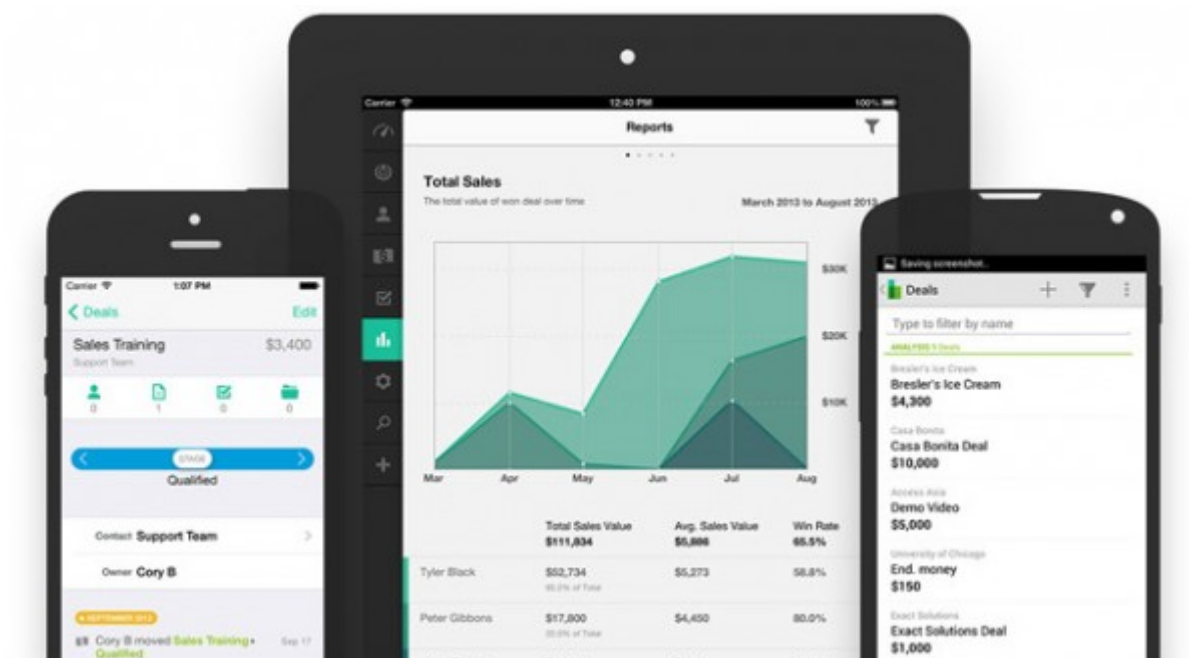 Carrier
1:07 PM
Deals
Edit
Sales Training
$3,400
Support Team
0
1
0
0
STAGE
Qualified
Contact Support Team
Owner Cory B
SEPTEMBER 2013
Cory B moved Sales Training
Sep 17
Qualified
Carrier
12:40 PM
100%
Reports
Total Sales
The total value of won deal over time
March 2013 to August 2013
$30K
$20K
$10K
Mar Apr May Jun Jul Aug
Total Sales Value Avg. Sales Value Win Rate
$111,834 65.5%
Tyler Black $52,734 $5,273 58.8%
of Total
Peter Gibbons $17,800 $4,450 80.0%
of Total
Saving screenshot..
Deals
Type to filter by name
ANALYSIS 5 Deals
Bresler's Ice Cream
Bresler's Ice Cream
$4,300
Casa Bonita
Casa Bonita Deal
$10,000
Access Asia
Demo Video
$5,000
University of Chicago
End. money
$150
Exact Solutions
Exact Solutions Deal
$1,000